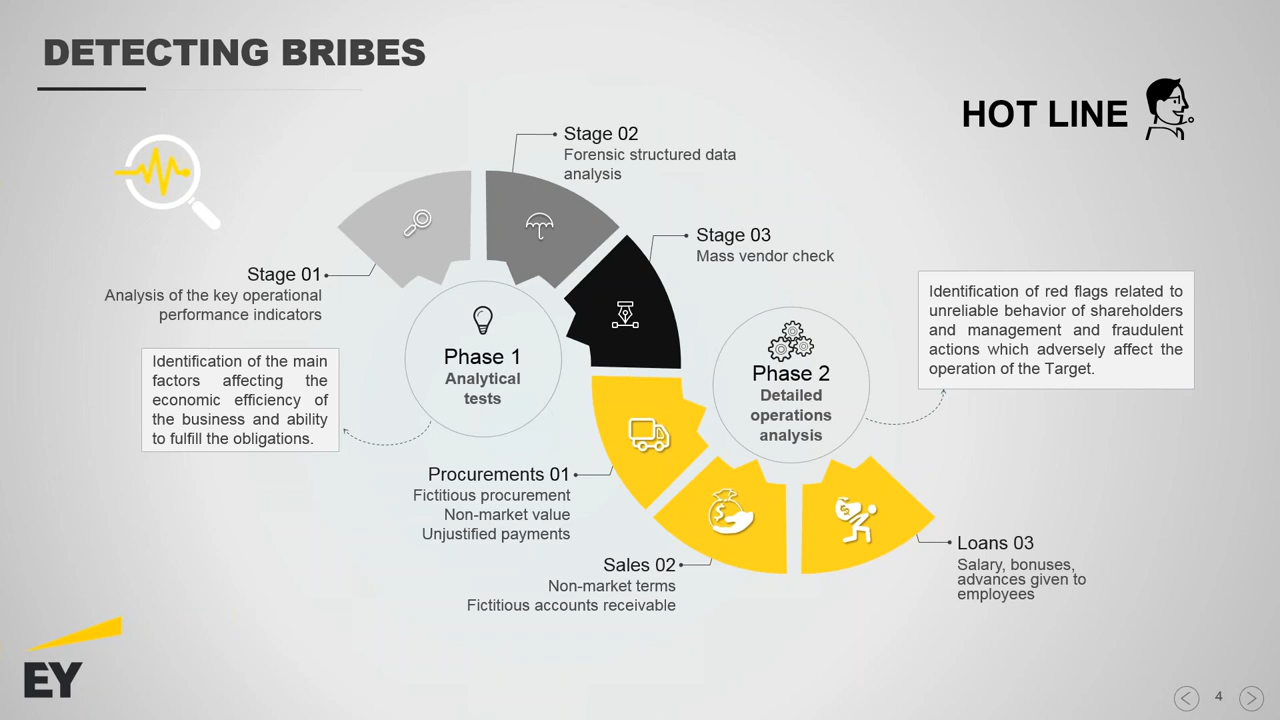 DETECTING BRIBES
HOT LINE
Stage 02
Forensic structured data
analysis
Stage 03
Mass vendor check
Stage 01
Analysis of the key operational
performance indicators
Identification of the main
factors affecting the
economic efficiency of
the business and ability
to fulfill the obligations.
Phase 1
Analytical
tests
Phase 2
Detailed
operations
analysis
Identification of red flags related to
unreliable behavior of shareholders
and management and fraudulent
actions which adversely affect the
operation of the Target.
Procurements 01
Fictitious procurement
Non-market value
Unjustified payments
Sales 02
Non-market terms
Fictitious accounts receivable
Loans 03
Salary, bonuses,
advances given to
employees
EY
4